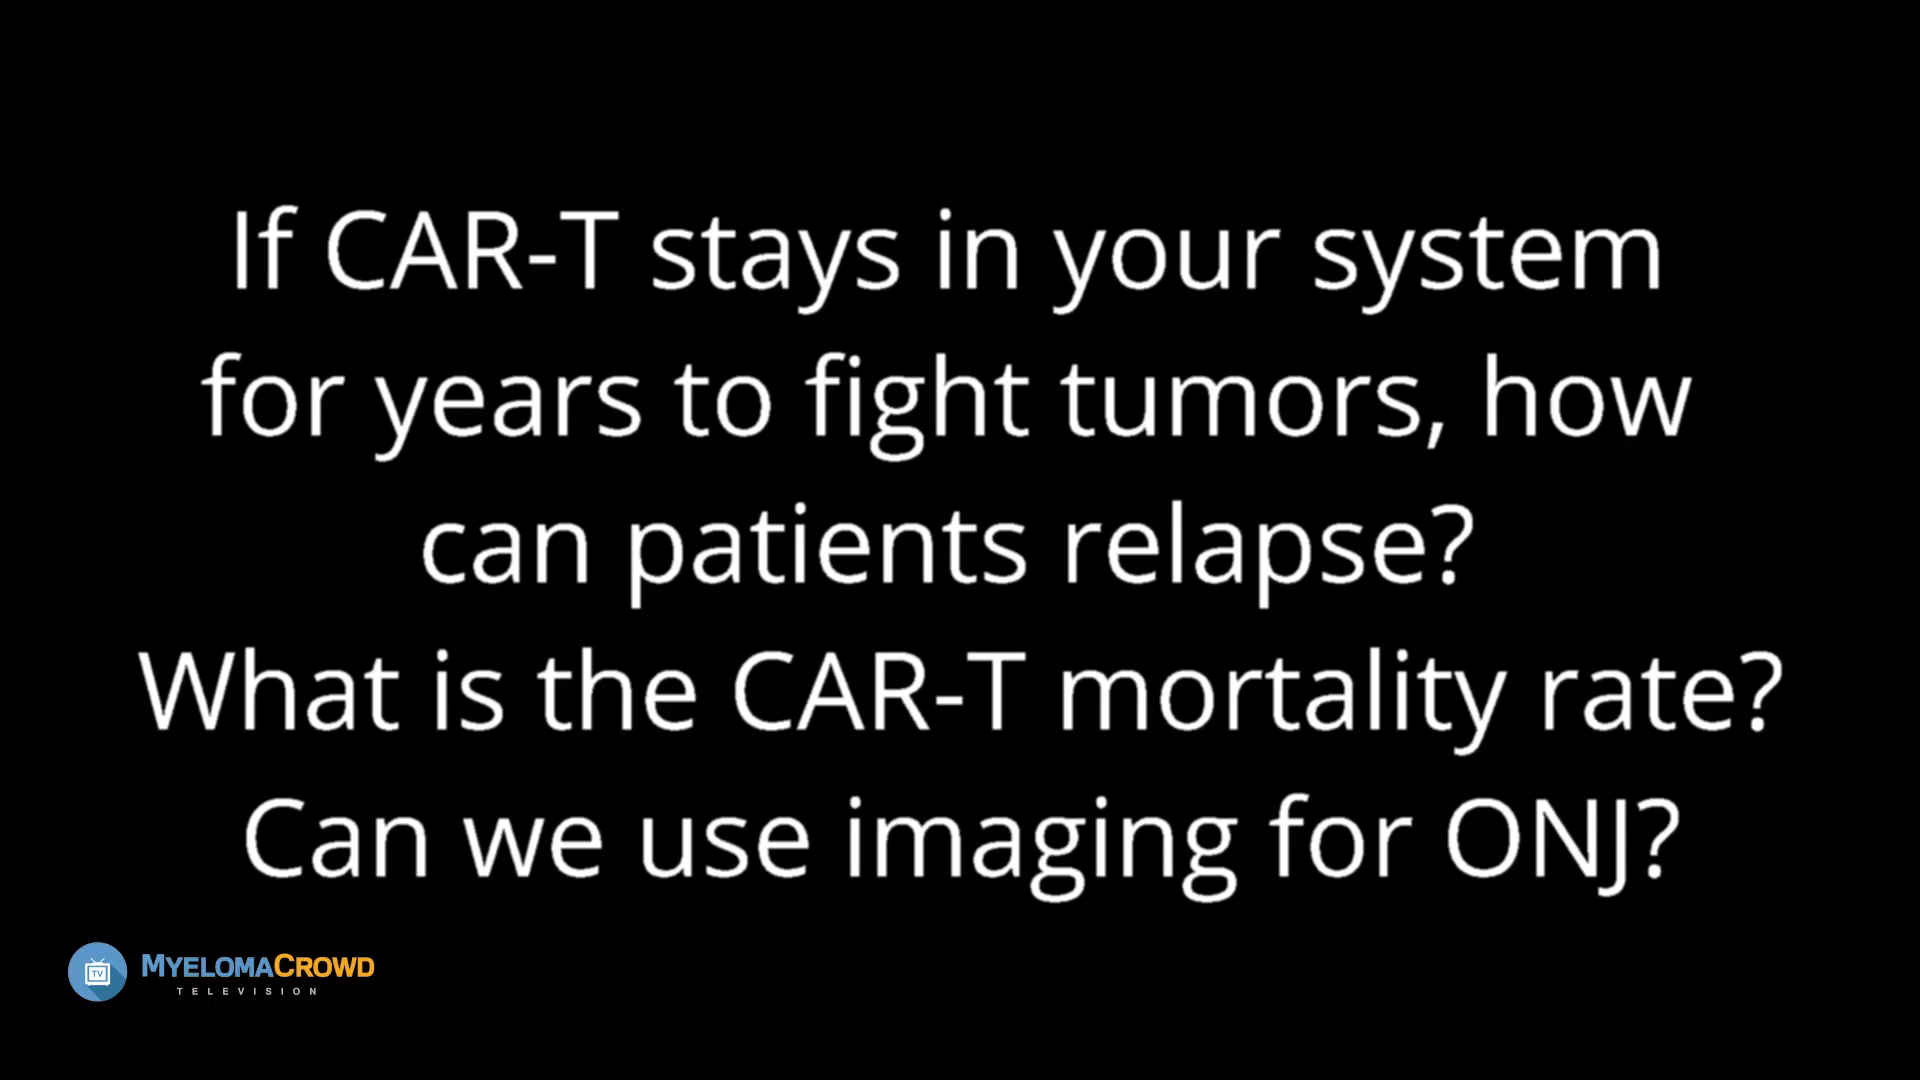 If CAR-T stays in your system
for years to fight tumors, how
can patients relapse?
What is the CAR-T mortality rate?
Can we use imaging for ONJ?
TV
MYELOMACROWD
TELEVISION